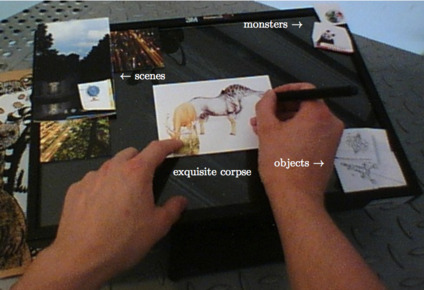 3M
monsters →
← scenes
objects →
exquisite corpse